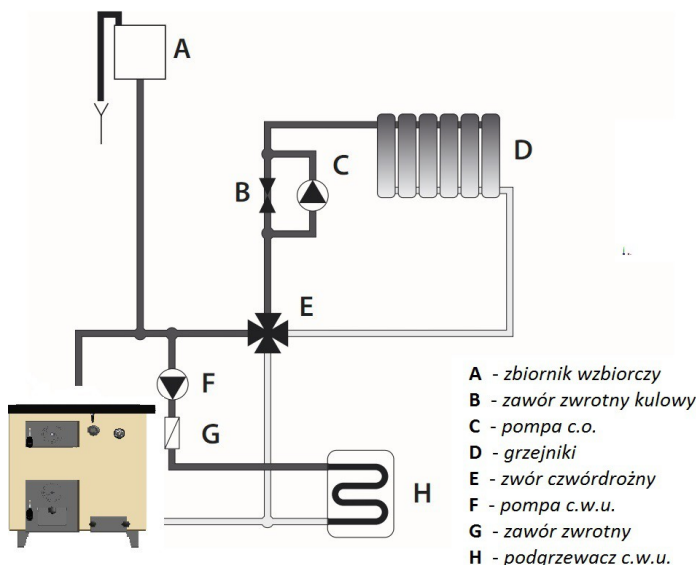 A
B
C
D
E
F
G
H
A - zbiornik wzbiorczy
B - zawór zwrotny kulowy
C - pompa c.o.
D - grzejniki
E - zwór czwórdrożny
F - pompa c.w.u.
G - zawór zwrotny
H - podgrzewacz c.w.u.